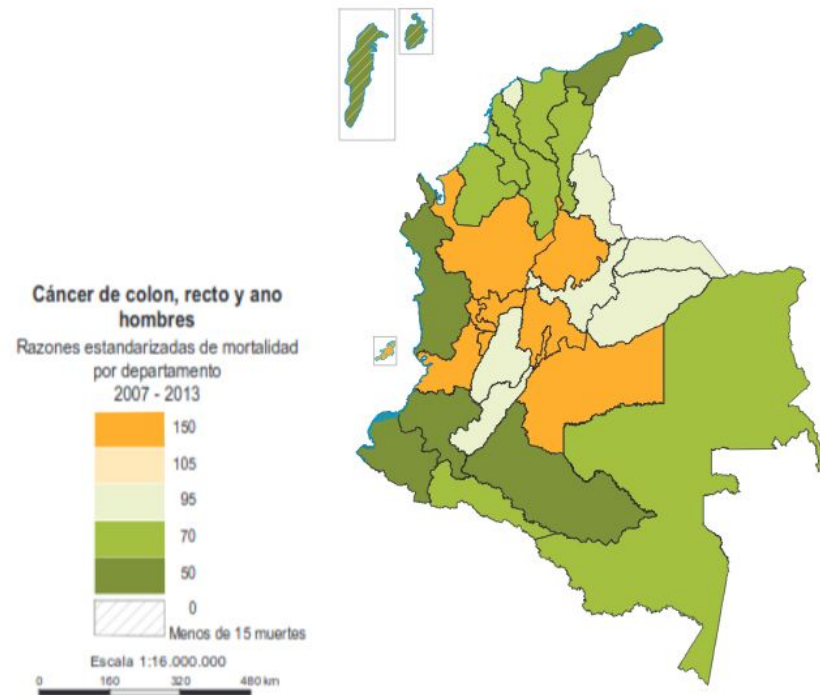 Cáncer de colon, recto y ano
hombres
Razones estandarizadas de mortalidad
por departamento
2007 - 2013
150
105
95
70
50
0
Menos de 15 muertes
Escala 1:16.000.000
0 160 320 480 km